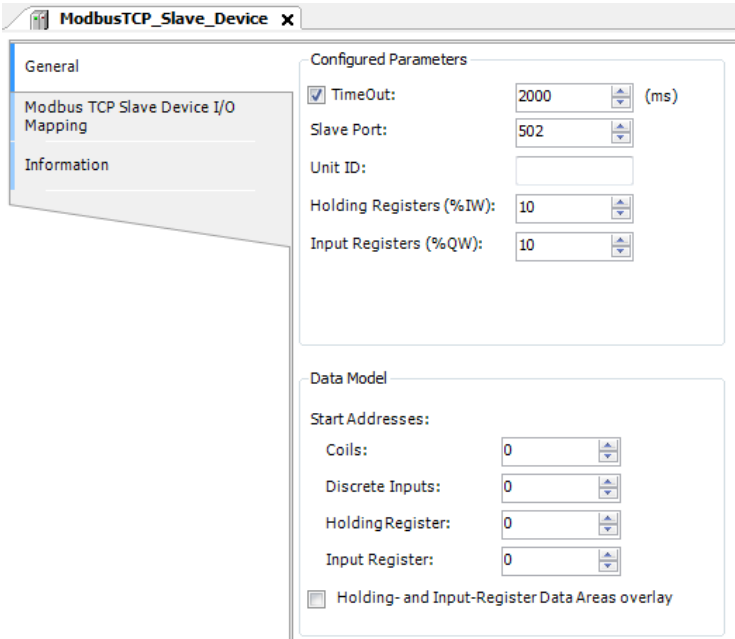 ModbusTCP_Slave_Device x
General
Modbus TCP Slave Device I/O
Mapping
Information
Configured Parameters
TimeOut: 2000 (ms)
Slave Port: 502
Unit ID:
Holding Registers (%IW): 10
Input Registers (%QW): 10
Data Model
Start Addresses:
Coils: 0
Discrete Inputs: 0
Holding Register: 0
Input Register: 0
Holding- and Input-Register Data Areas overlay